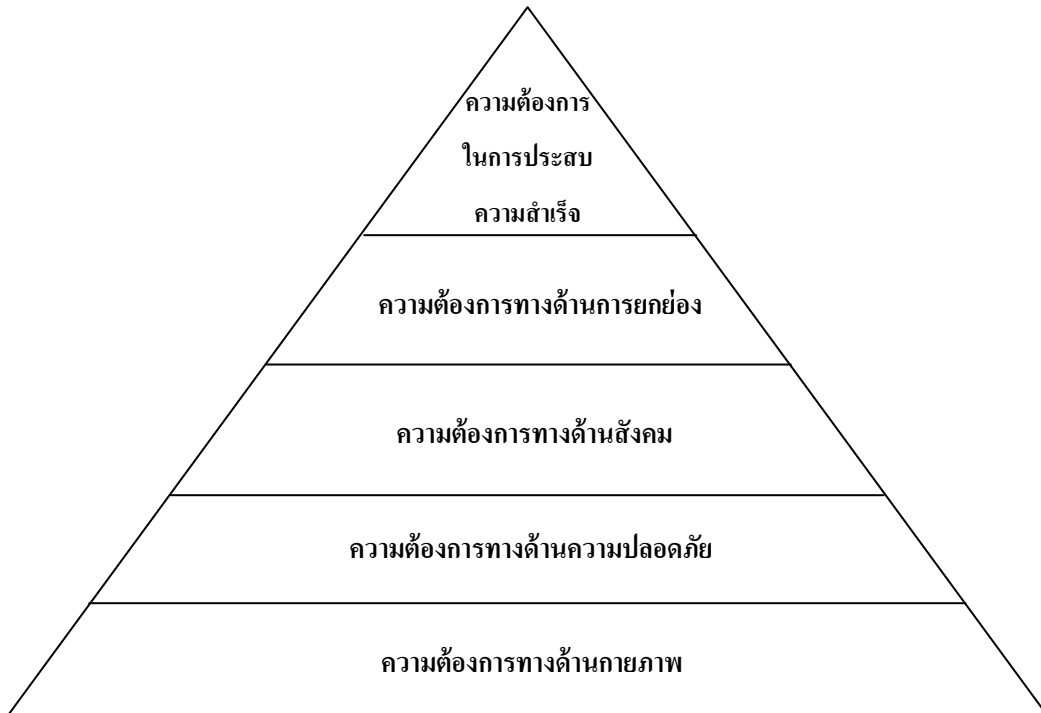 ความต้องการ
ในการประสบ
ความสำเร็จ
ความต้องการทางด้านการยกย่อง
ความต้องการทางด้านสังคม
ความต้องการทางด้านความปลอดภัย
ความต้องการทางด้านกายภาพ